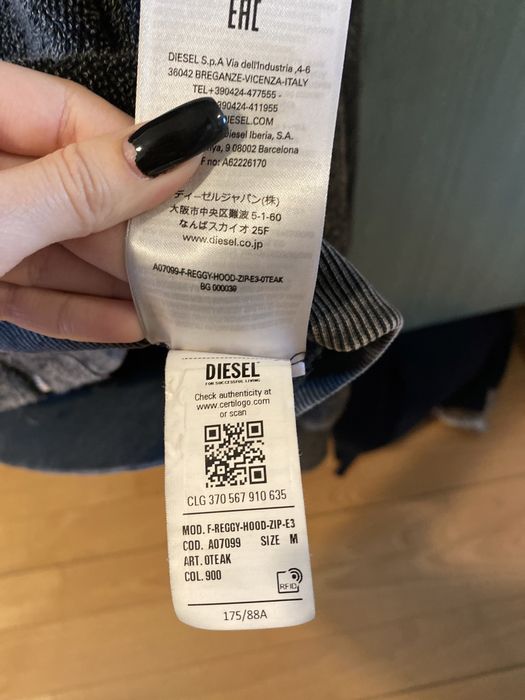 EAC
DIESEL S.p.A Via dell'Industria ,4-6
36042 BREGANZE-VICENZA-ITALY
TEL+390424-477555 -
390424-411955
DIESEL.COM
Diesel Iberia, S.A.
9 08002 Barcelona
F no: A62226170
ディーゼルジャパン(株)
大阪市中央区難波 5-1-60
なんばスカイオ 25F
www.diesel.co.jp
A07099-F-REGGY-HOOD-ZIP-E3-0TEAK
BG 000039
DIESEL
FOR SUCCESSFUL LIVING
Check authenticity at
www.certilogo.com
or scan
CLG 370 567 910 635
MOD. F-REGGY-HOOD-ZIP-E3
COD. A07099 SIZE M
ART. 0TEAK
COL. 900
RFID
175/88A